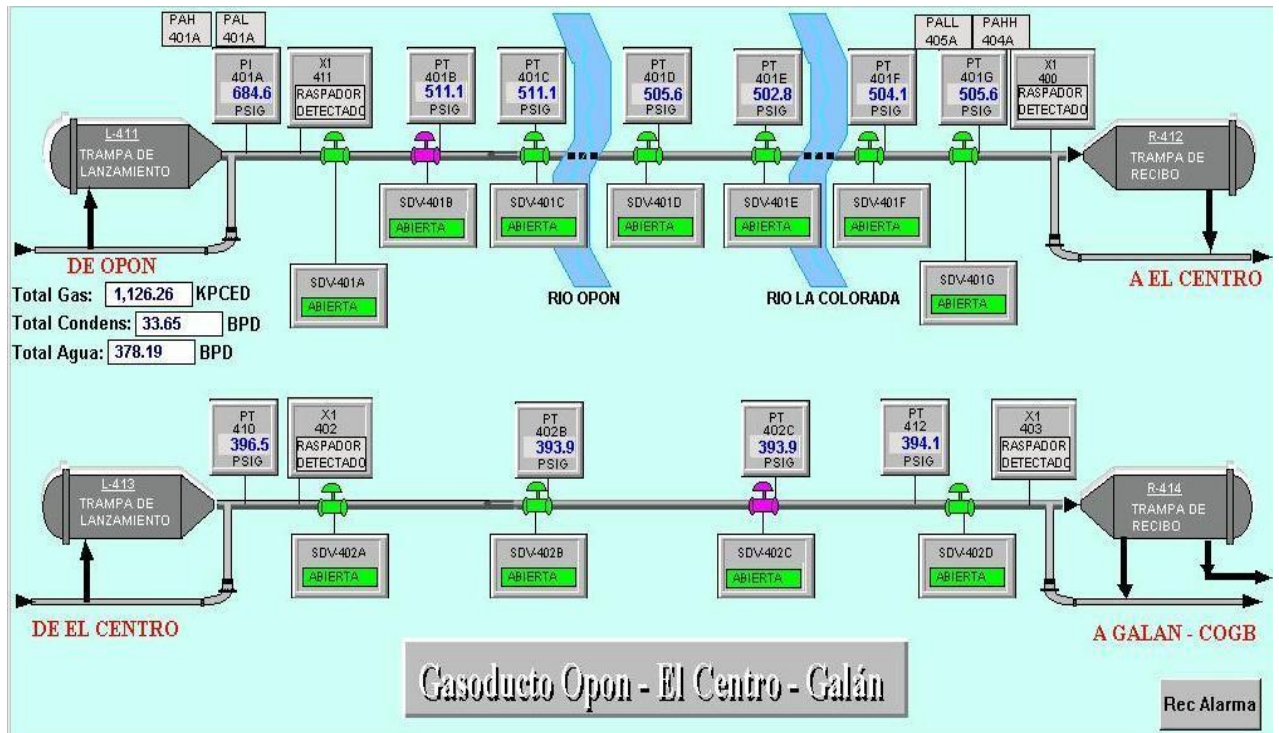 PAH
401A
PAL
401A
PALL
405A
PAHH
404A
PI
401A
684.6
PSIG
X1
411
RASPADOR
DETECTADO
PT
401B
511.1
PSIG
PT
401C
511.1
PSIG
PT
401D
505.6
PSIG
PT
401E
502.8
PSIG
PT
401F
504.1
PSIG
PT
401G
505.6
PSIG
X1
400
RASPADOR
DETECTADO
L-411
TRAMPA DE
LANZAMIENTO
R-412
TRAMPA DE
RECIBO
SDV-401B
ABIERTA
SDV-401C
ABIERTA
SDV-401D
ABIERTA
SDV-401E
ABIERTA
SDV-401F
ABIERTA
SDV-401A
ABIERTA
SDV-401G
ABIERTA
DE OPON
A EL CENTRO
RIO OPON
RIO LA COLORADA
Total Gas: 1,126.26 KPCED
Total Condens: 33.65 BPD
Total Agua: 378.19 BPD
PT
410
396.5
PSIG
X1
402
RASPADOR
DETECTADO
PT
402B
393.9
PSIG
PT
402C
393.9
PSIG
PT
412
394.1
PSIG
X1
403
RASPADOR
DETECTADO
L-413
TRAMPA DE
LANZAMIENTO
R-414
TRAMPA DE
RECIBO
SDV-402A
ABIERTA
SDV-402B
ABIERTA
SDV-402C
ABIERTA
SDV-402D
ABIERTA
DE EL CENTRO
A GALAN - COGB
Gasoducto Opon - El Centro - Galán
Rec Alarma